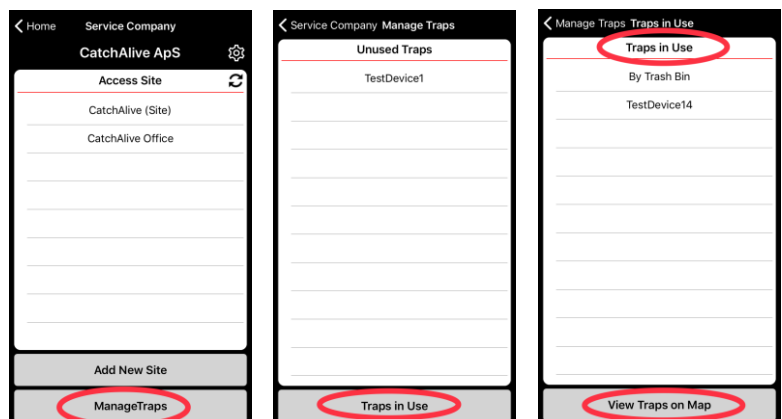 Home Service Company
CatchAlive ApS
Access Site
CatchAlive (Site)
CatchAlive Office
Add New Site
ManageTraps
Service Company Manage Traps
Unused Traps
TestDevice1
Traps in Use
Manage Traps Traps in Use
Traps in Use
By Trash Bin
TestDevice14
View Traps on Map